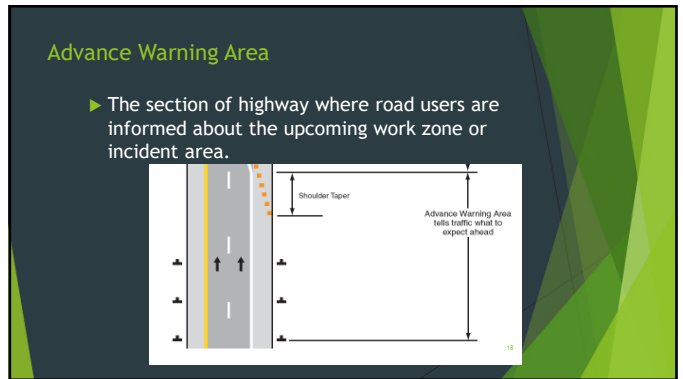 Advance Warning Area
▶ The section of highway where road users are
informed about the upcoming work zone or
incident area.
Shoulder Taper
Advance Warning Area
tells traffic what to
expect ahead
18